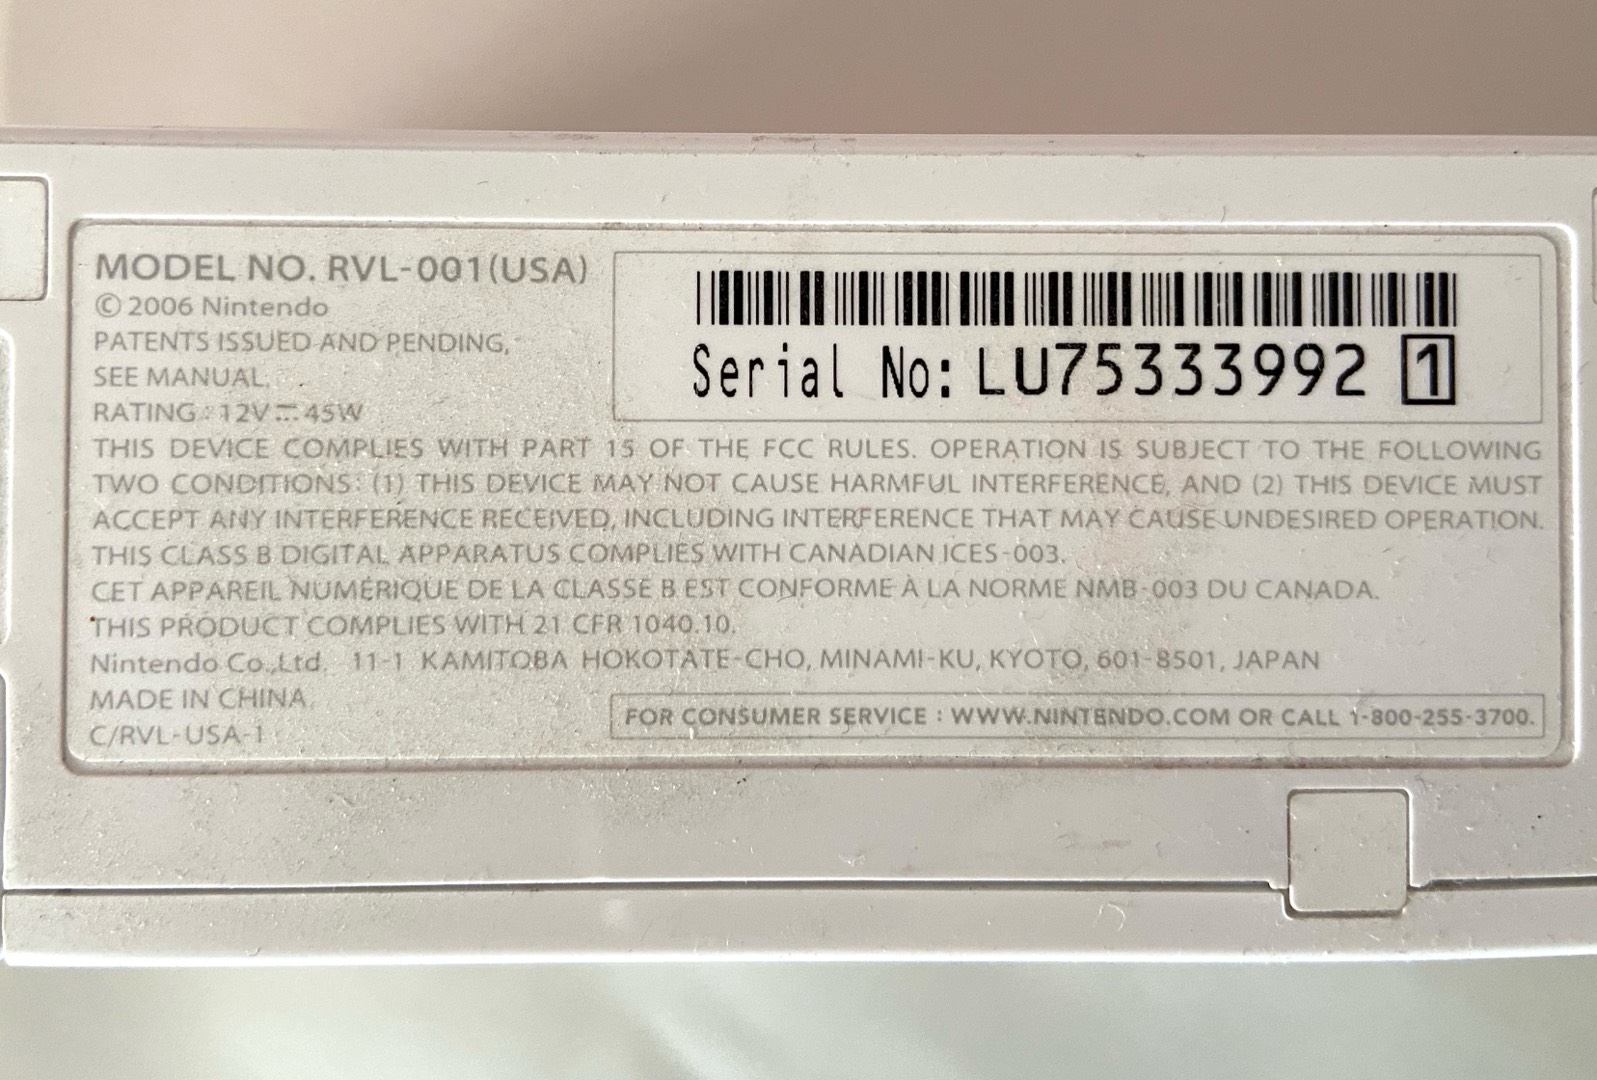 MODEL NO. RVL-001(USA)
© 2006 Nintendo
PATENTS ISSUED AND PENDING,
SEE MANUAL.
RATING : 12V⎓45W
Serial No: LU75333992 1
THIS DEVICE COMPLIES WITH PART 15 OF THE FCC RULES. OPERATION IS SUBJECT TO THE FOLLOWING
TWO CONDITIONS: (1) THIS DEVICE MAY NOT CAUSE HARMFUL INTERFERENCE, AND (2) THIS DEVICE MUST
ACCEPT ANY INTERFERENCE RECEIVED, INCLUDING INTERFERENCE THAT MAY CAUSE UNDESIRED OPERATION.
THIS CLASS B DIGITAL APPARATUS COMPLIES WITH CANADIAN ICES-003.
CET APPAREIL NUMÉRIQUE DE LA CLASSE B EST CONFORME À LA NORME NMB-003 DU CANADA.
THIS PRODUCT COMPLIES WITH 21 CFR 1040.10.
Nintendo Co.,Ltd. 11-1 KAMITOBA HOKOTATE-CHO, MINAMI-KU, KYOTO, 601-8501, JAPAN
MADE IN CHINA
C/RVL-USA-1
FOR CONSUMER SERVICE : WWW.NINTENDO.COM OR CALL 1-800-255-3700.